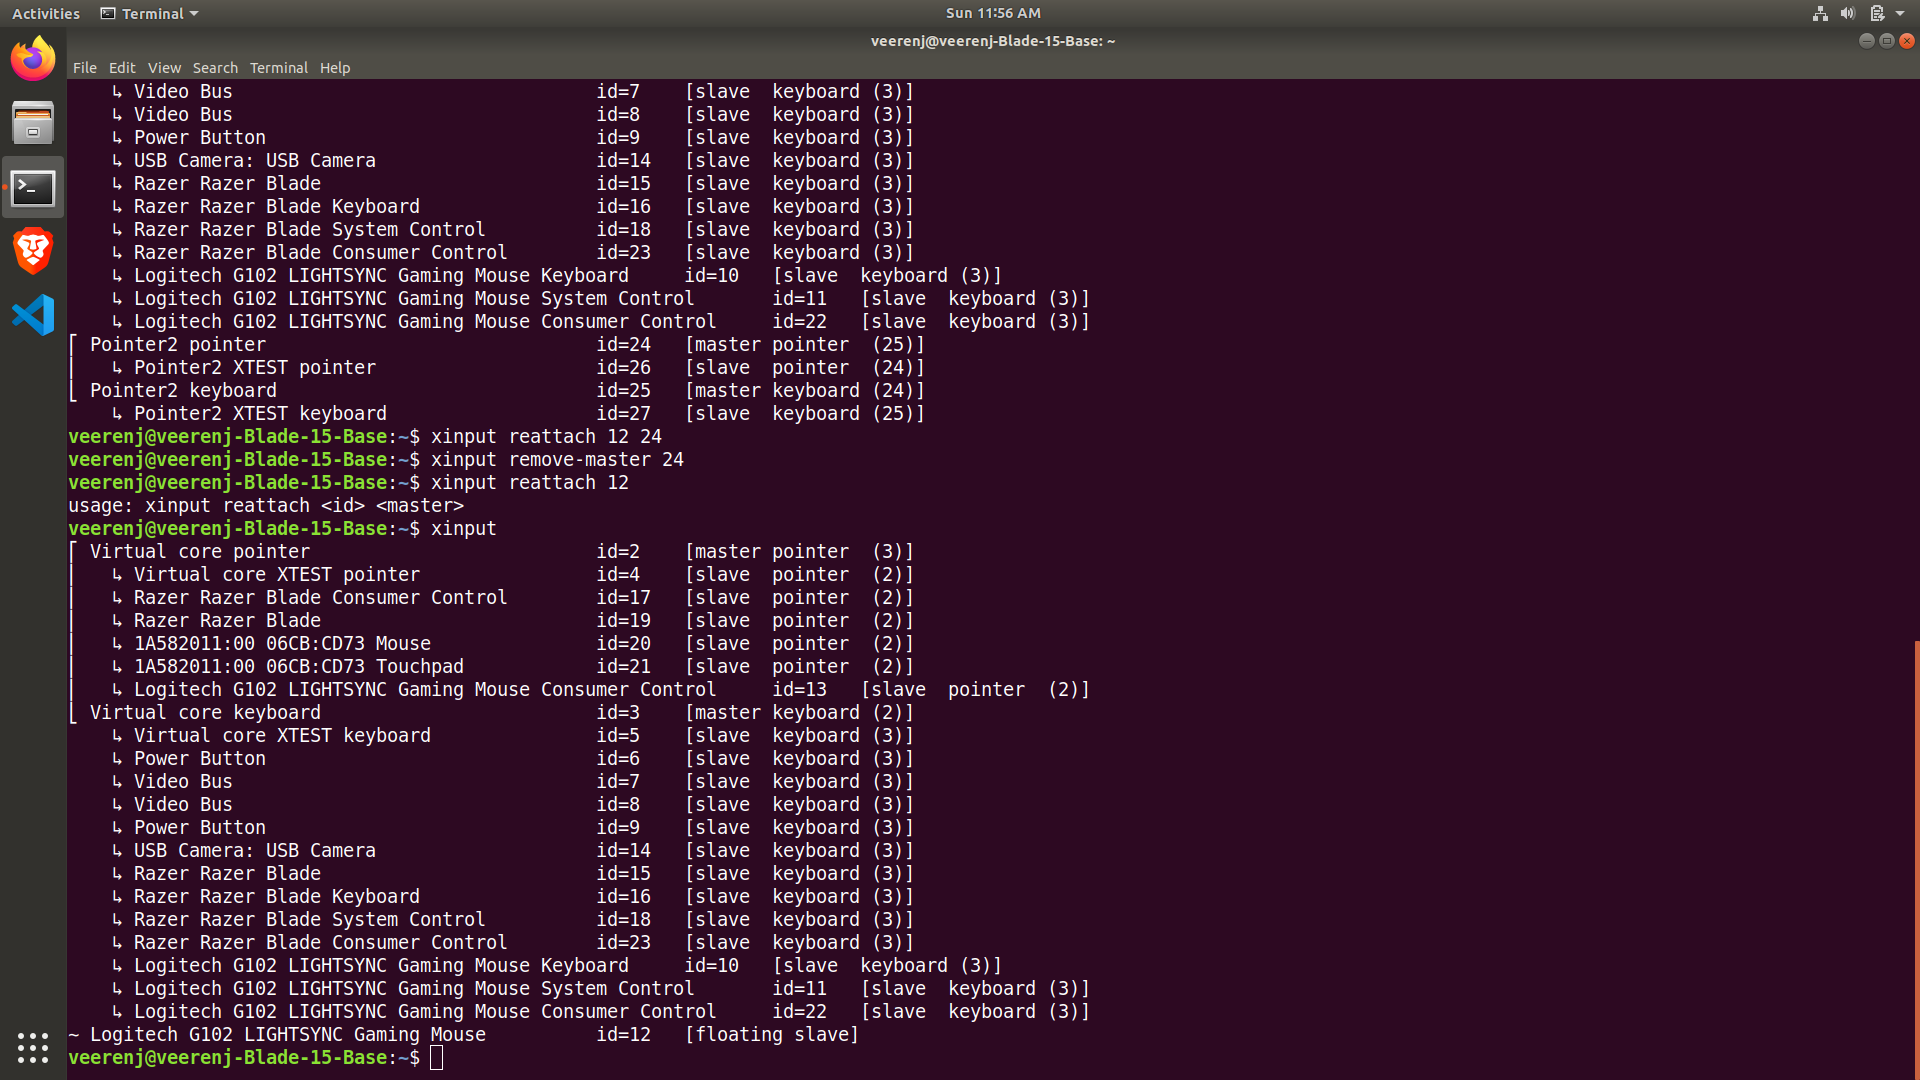 Activities Terminal Sun 11:56 AM
veerenj@veerenj-Blade-15-Base: ~
File Edit View Search Terminal Help
↳ Video Bus id=7 [slave keyboard (3)]
↳ Video Bus id=8 [slave keyboard (3)]
↳ Power Button id=9 [slave keyboard (3)]
↳ USB Camera: USB Camera id=14 [slave keyboard (3)]
↳ Razer Razer Blade id=15 [slave keyboard (3)]
↳ Razer Razer Blade Keyboard id=16 [slave keyboard (3)]
↳ Razer Razer Blade System Control id=18 [slave keyboard (3)]
↳ Razer Razer Blade Consumer Control id=23 [slave keyboard (3)]
↳ Logitech G102 LIGHTSYNC Gaming Mouse Keyboard id=10 [slave keyboard (3)]
↳ Logitech G102 LIGHTSYNC Gaming Mouse System Control id=11 [slave keyboard (3)]
↳ Logitech G102 LIGHTSYNC Gaming Mouse Consumer Control id=22 [slave keyboard (3)]
⎡ Pointer2 pointer id=24 [master pointer (25)]
⎜ ↳ Pointer2 XTEST pointer id=26 [slave pointer (24)]
⎣ Pointer2 keyboard id=25 [master keyboard (24)]
↳ Pointer2 XTEST keyboard id=27 [slave keyboard (25)]
veerenj@veerenj-Blade-15-Base:~$ xinput reattach 12 24
veerenj@veerenj-Blade-15-Base:~$ xinput remove-master 24
veerenj@veerenj-Blade-15-Base:~$ xinput reattach 12
usage: xinput reattach <id> <master>
veerenj@veerenj-Blade-15-Base:~$ xinput
⎡ Virtual core pointer id=2 [master pointer (3)]
⎜ ↳ Virtual core XTEST pointer id=4 [slave pointer (2)]
⎜ ↳ Razer Razer Blade Consumer Control id=17 [slave pointer (2)]
⎜ ↳ Razer Razer Blade id=19 [slave pointer (2)]
⎜ ↳ 1A582011:00 06CB:CD73 Mouse id=20 [slave pointer (2)]
⎜ ↳ 1A582011:00 06CB:CD73 Touchpad id=21 [slave pointer (2)]
⎜ ↳ Logitech G102 LIGHTSYNC Gaming Mouse Consumer Control id=13 [slave pointer (2)]
⎣ Virtual core keyboard id=3 [master keyboard (2)]
↳ Virtual core XTEST keyboard id=5 [slave keyboard (3)]
↳ Power Button id=6 [slave keyboard (3)]
↳ Video Bus id=7 [slave keyboard (3)]
↳ Video Bus id=8 [slave keyboard (3)]
↳ Power Button id=9 [slave keyboard (3)]
↳ USB Camera: USB Camera id=14 [slave keyboard (3)]
↳ Razer Razer Blade id=15 [slave keyboard (3)]
↳ Razer Razer Blade Keyboard id=16 [slave keyboard (3)]
↳ Razer Razer Blade System Control id=18 [slave keyboard (3)]
↳ Razer Razer Blade Consumer Control id=23 [slave keyboard (3)]
↳ Logitech G102 LIGHTSYNC Gaming Mouse Keyboard id=10 [slave keyboard (3)]
↳ Logitech G102 LIGHTSYNC Gaming Mouse System Control id=11 [slave keyboard (3)]
↳ Logitech G102 LIGHTSYNC Gaming Mouse Consumer Control id=22 [slave keyboard (3)]
~ Logitech G102 LIGHTSYNC Gaming Mouse id=12 [floating slave]
veerenj@veerenj-Blade-15-Base:~$